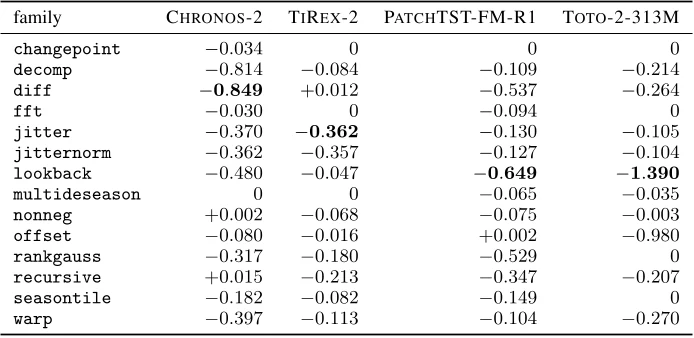 family CHRONOS-2 TIREX-2 PATCHTST-FM-R1 TOTO-2-313M
changepoint −0.034 0 0 0
decomp −0.814 −0.084 −0.109 −0.214
diff −0.849 +0.012 −0.537 −0.264
fft −0.030 0 −0.094 0
jitter −0.370 −0.362 −0.130 −0.105
jitternorm −0.362 −0.357 −0.127 −0.104
lookback −0.480 −0.047 −0.649 −1.390
multideseason 0 0 −0.065 −0.035
nonneg +0.002 −0.068 −0.075 −0.003
offset −0.080 −0.016 +0.002 −0.980
rankgauss −0.317 −0.180 −0.529 0
recursive +0.015 −0.213 −0.347 −0.207
seasontile −0.182 −0.082 −0.149 0
warp −0.397 −0.113 −0.104 −0.270